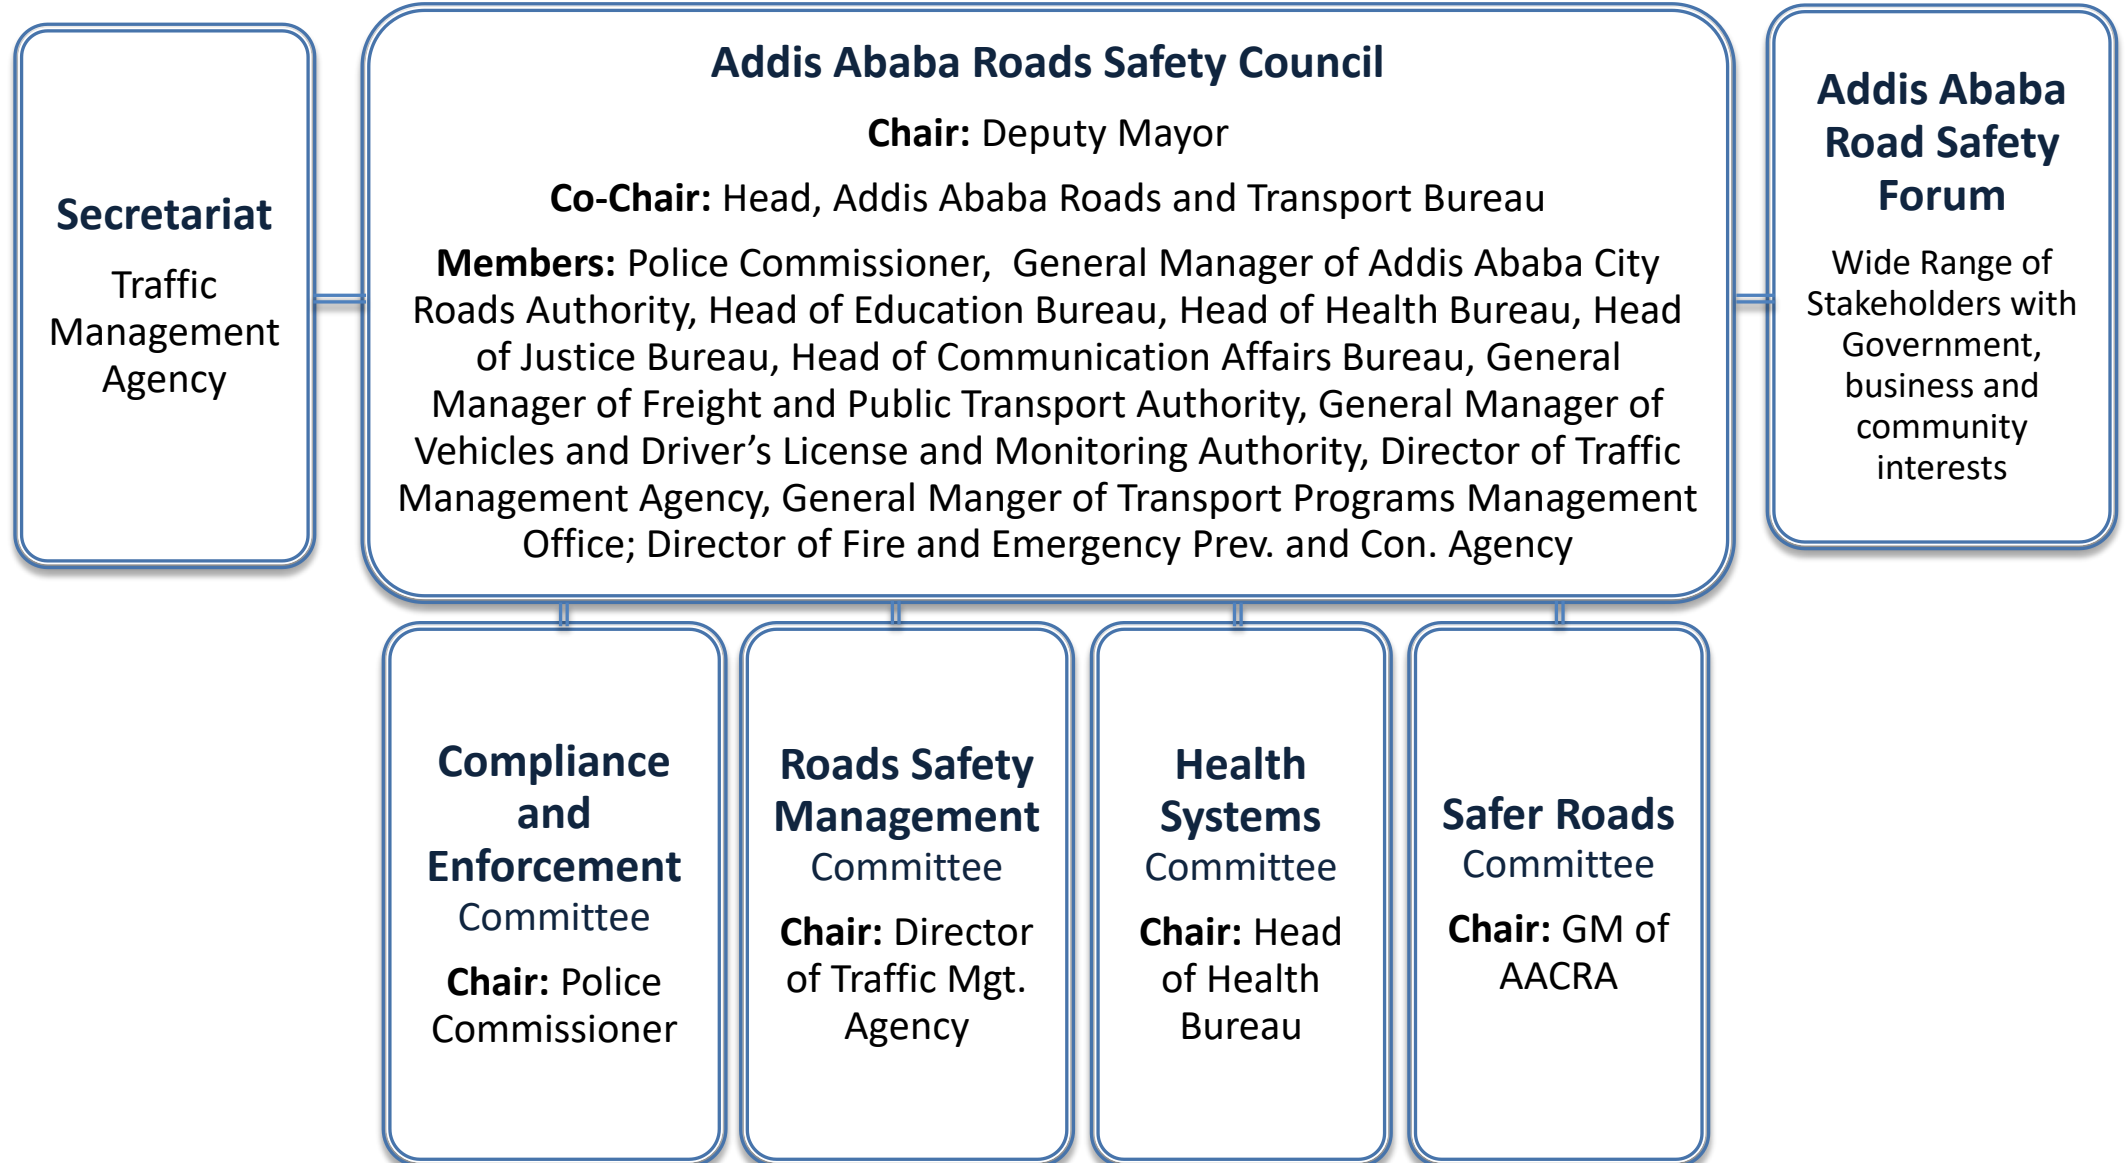 Secretariat
Traffic
Management
Agency
Addis Ababa Roads Safety Council
Chair: Deputy Mayor
Co-Chair: Head, Addis Ababa Roads and Transport Bureau
Members: Police Commissioner, General Manager of Addis Ababa City
Roads Authority, Head of Education Bureau, Head of Health Bureau, Head
of Justice Bureau, Head of Communication Affairs Bureau, General
Manager of Freight and Public Transport Authority, General Manager of
Vehicles and Driver’s License and Monitoring Authority, Director of Traffic
Management Agency, General Manger of Transport Programs Management
Office; Director of Fire and Emergency Prev. and Con. Agency
Addis Ababa
Road Safety
Forum
Wide Range of
Stakeholders with
Government,
business and
community
interests
Compliance
and
Enforcement
Committee
Chair: Police
Commissioner
Roads Safety
Management
Committee
Chair: Director
of Traffic Mgt.
Agency
Health
Systems
Committee
Chair: Head
of Health
Bureau
Safer Roads
Committee
Chair: GM of
AACRA